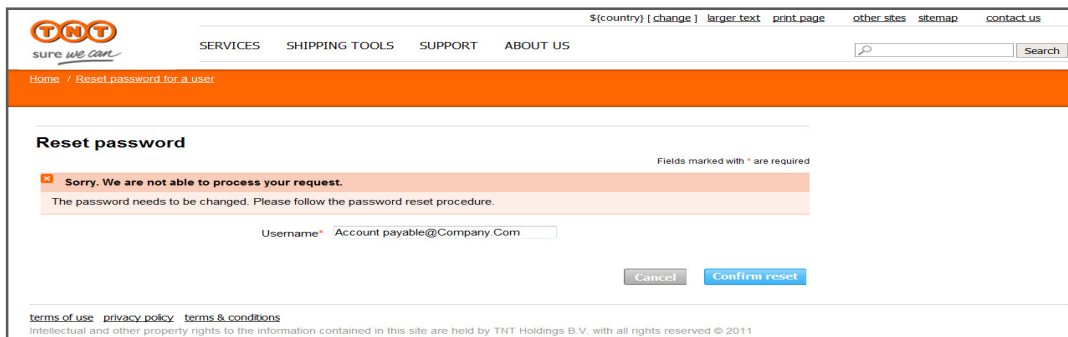 ${country} [ change ] larger text print page other sites sitemap contact us
TNT
sure we can
SERVICES SHIPPING TOOLS SUPPORT ABOUT US
Search
Home / Reset password for a user
Reset password
Fields marked with * are required
Sorry. We are not able to process your request.
The password needs to be changed. Please follow the password reset procedure.
Username* Account payable@Company.Com
Cancel Confirm reset
terms of use privacy policy terms & conditions
Intellectual and other property rights to the information contained in this site are held by TNT Holdings B.V. with all rights reserved © 2011